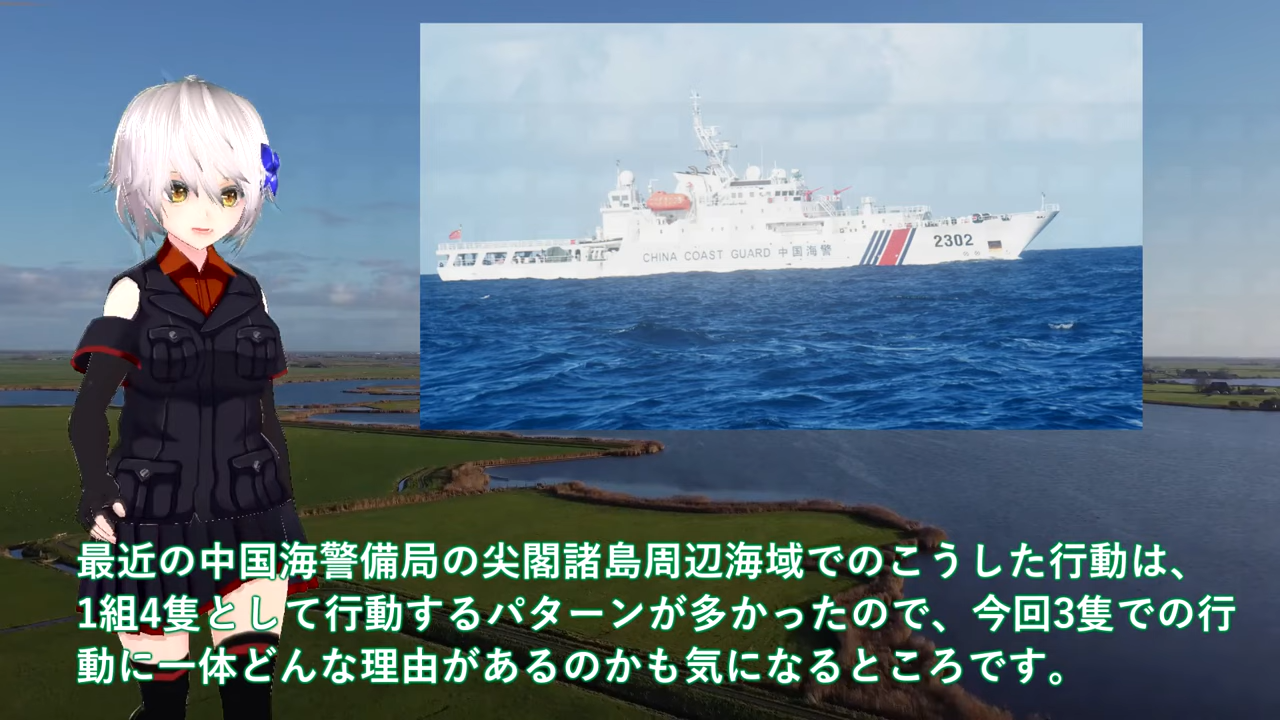 CHINA COAST GUARD 中国海警
2302
最近の中国海警備局の尖閣諸島周辺海域でのこうした行動は、
1組4隻として行動するパターンが多かったので、今回3隻での行
動に一体どんな理由があるのかも気になるところです。